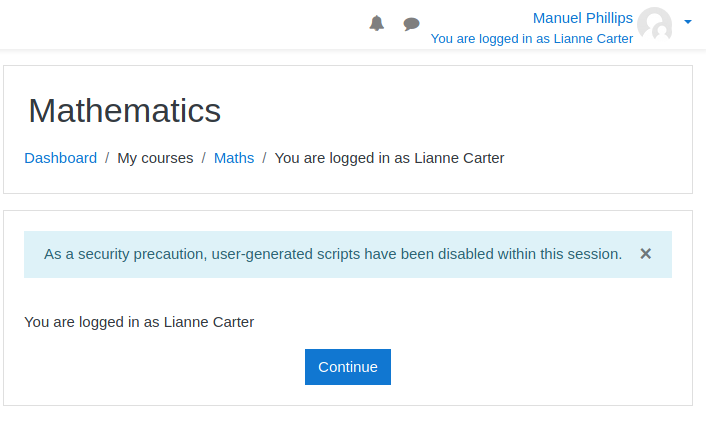 Manuel Phillips
You are logged in as Lianne Carter
Mathematics
Dashboard / My courses / Maths / You are logged in as Lianne Carter
As a security precaution, user-generated scripts have been disabled within this session. ×
You are logged in as Lianne Carter
Continue